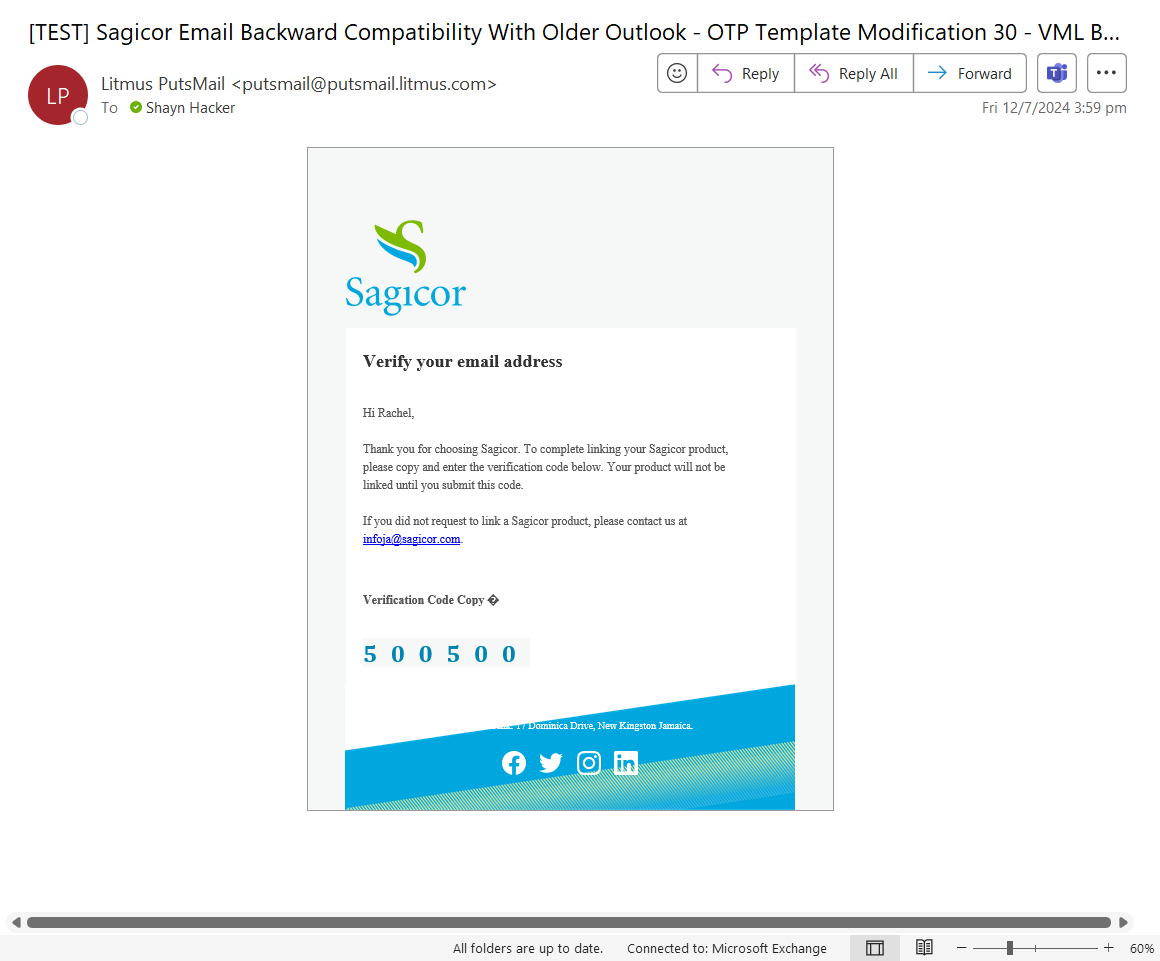 [TEST] Sagicor Email Backward Compatibility With Older Outlook - OTP Template Modification 30 - VML B...
LP
Litmus PutsMail <putsmail@putsmail.litmus.com>
Reply
Reply All
Forward
To Shayn Hacker
Fri 12/7/2024 3:59 pm
Sagicor
Verify your email address
Hi Rachel,
Thank you for choosing Sagicor. To complete linking your Sagicor product,
please copy and enter the verification code below. Your product will not be
linked until you submit this code.
If you did not request to link a Sagicor product, please contact us at
infoja@sagicor.com.
Verification Code Copy �
5 0 0 5 0 0
17 Dominica Drive, New Kingston Jamaica.
All folders are up to date.
Connected to: Microsoft Exchange
60%